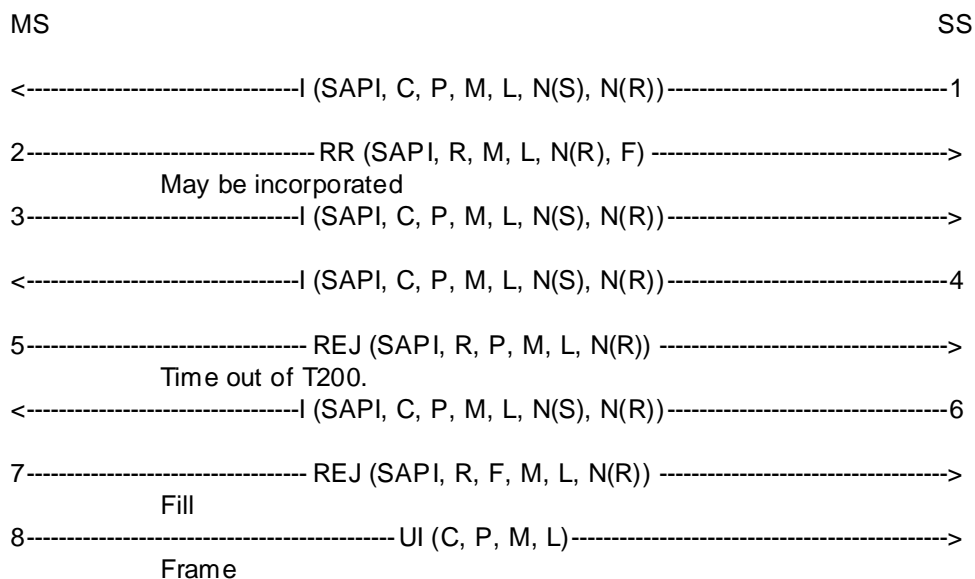 MS SS
<----------------------------------I (SAPI, C, P, M, L, N(S), N(R))-----------------------------------1
2------------------------------------ RR (SAPI, R, M, L, N(R), F) ------------------------------------->
May be incorporated
3----------------------------------I (SAPI, C, P, M, L, N(S), N(R))----------------------------------->
<----------------------------------I (SAPI, C, P, M, L, N(S), N(R))-----------------------------------4
5----------------------------------- REJ (SAPI, R, P, M, L, N(R)) ------------------------------------>
Time out of T200.
<----------------------------------I (SAPI, C, P, M, L, N(S), N(R))-----------------------------------6
7----------------------------------- REJ (SAPI, R, F, M, L, N(R)) ------------------------------------>
Fill
8----------------------------------------------UI (C, P, M, L)----------------------------------------------->
Frame